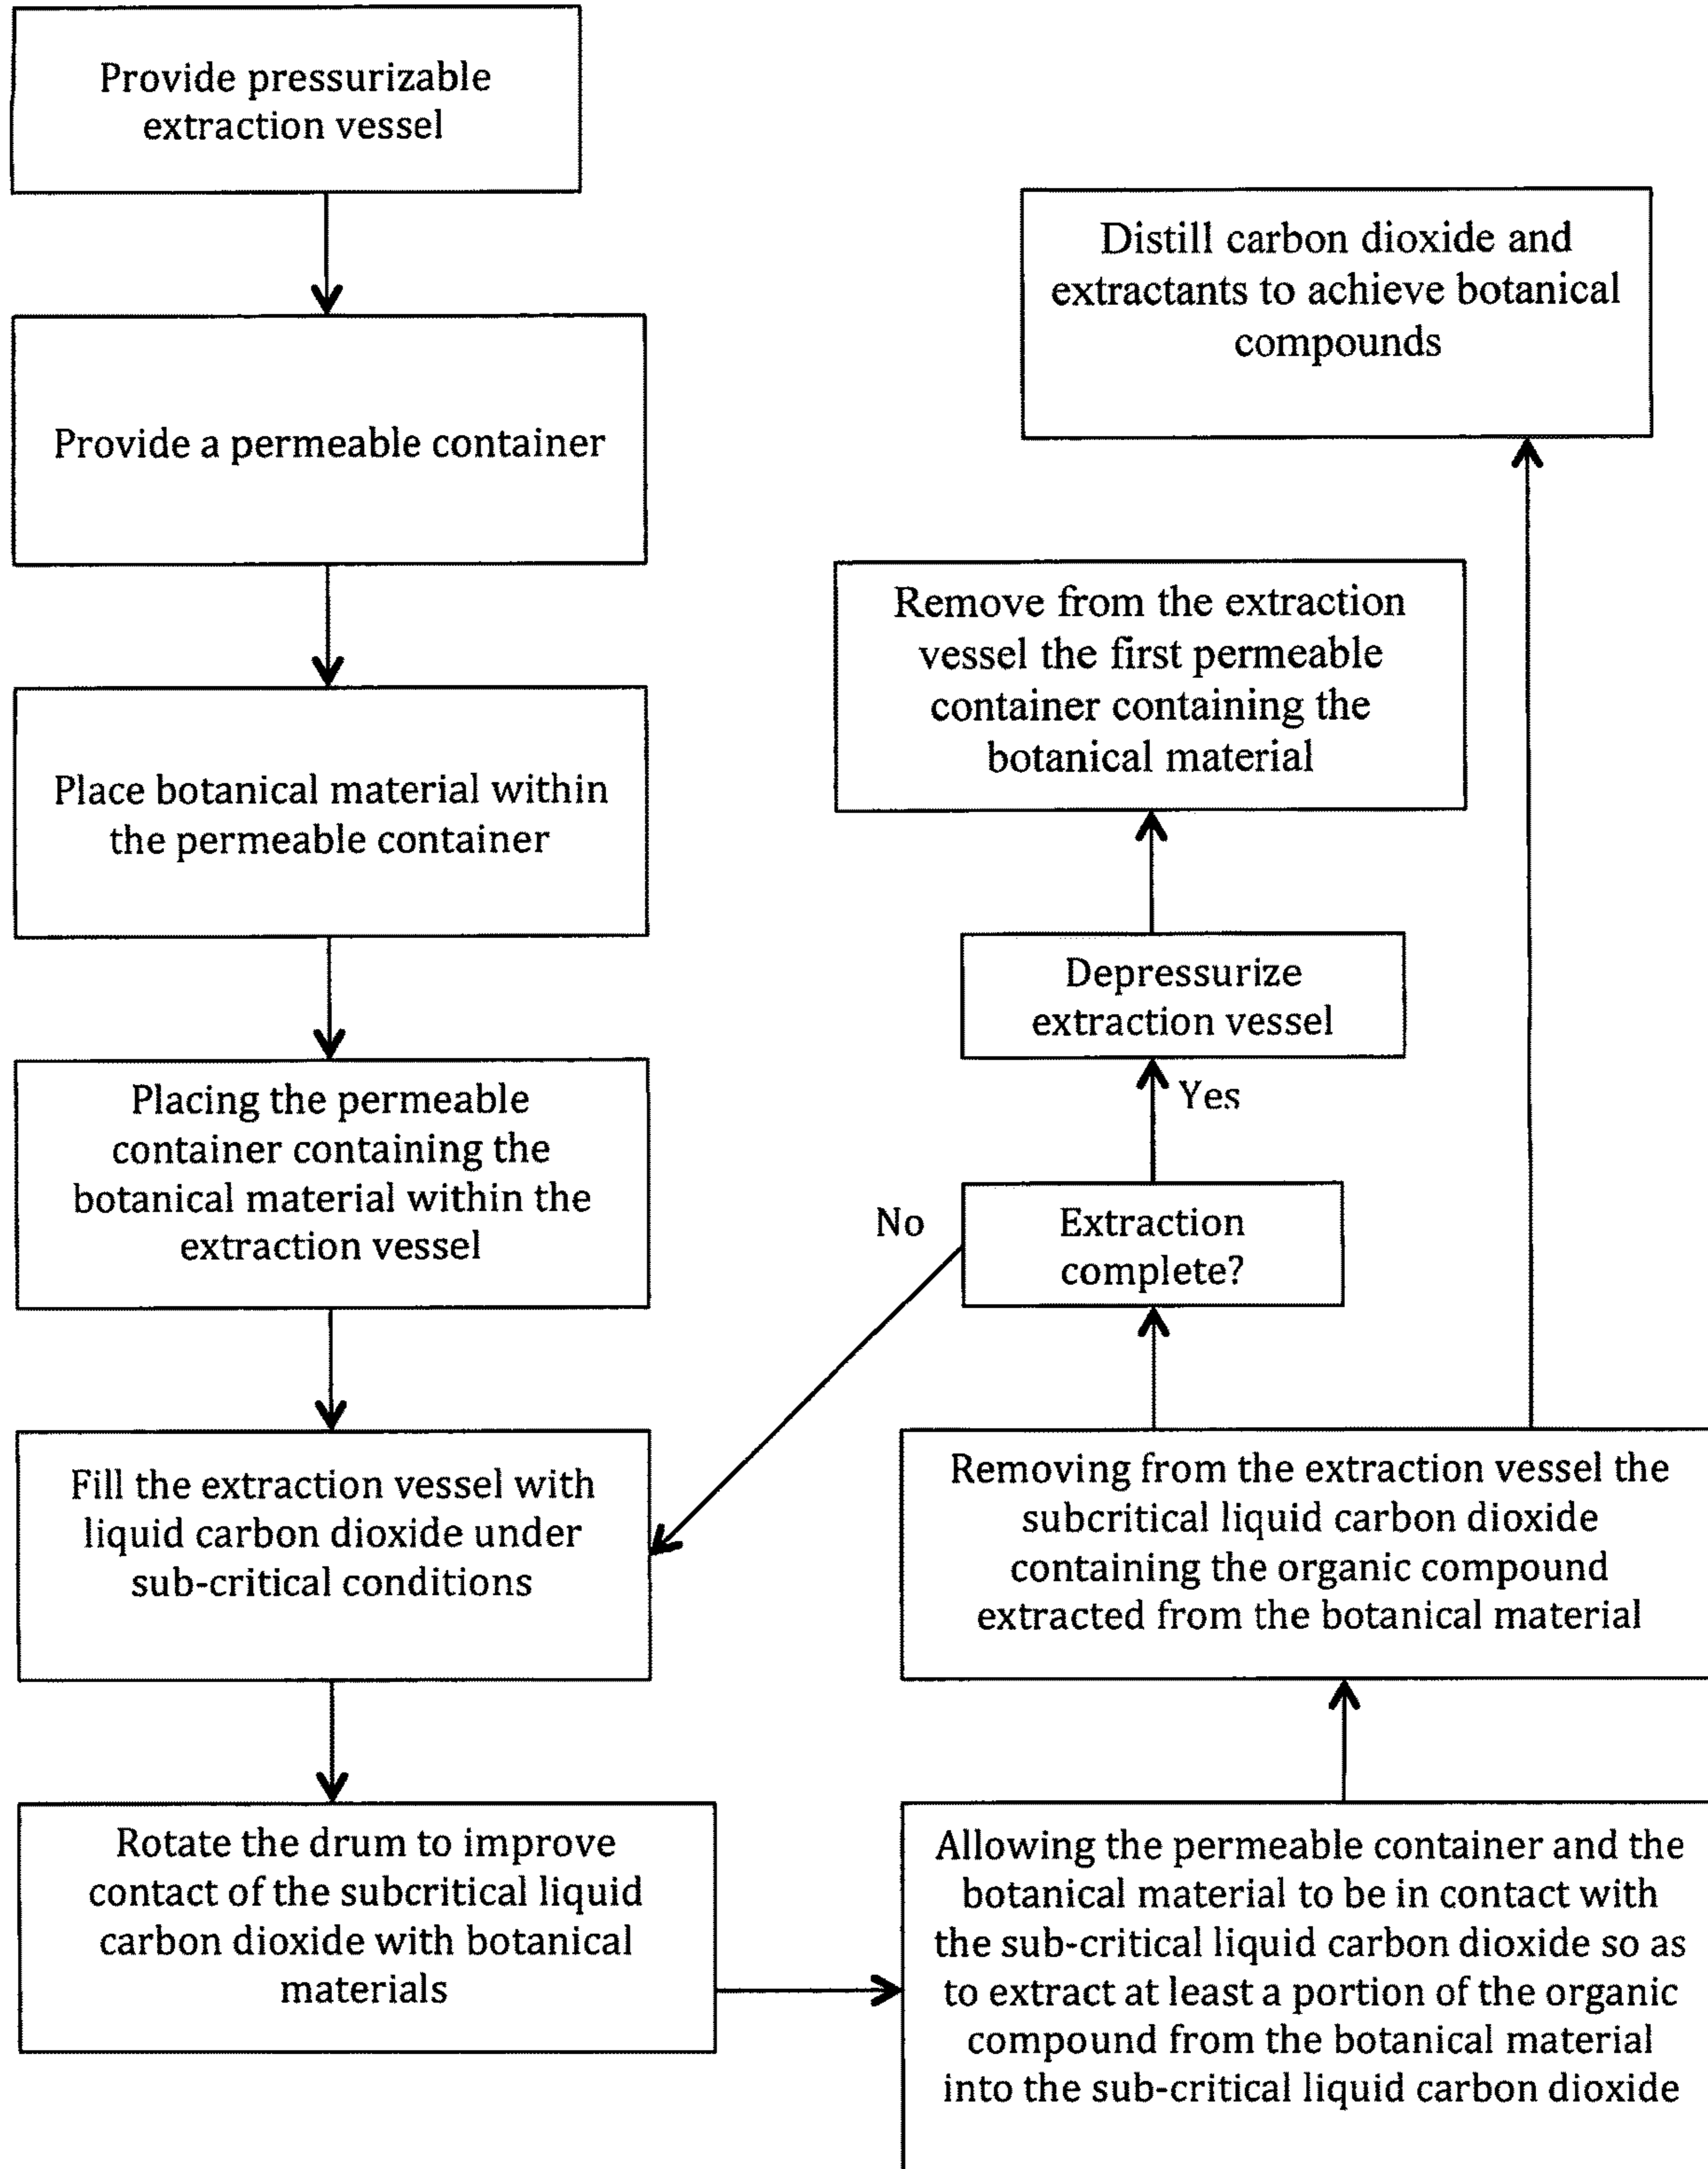 Provide pressurizable
extraction vessel
Provide a permeable container
Place botanical material within
the permeable container
Placing the permeable
container containing the
botanical material within the
extraction vessel
Fill the extraction vessel with
liquid carbon dioxide under
sub-critical conditions
Rotate the drum to improve
contact of the subcritical liquid
carbon dioxide with botanical
materials
Allowing the permeable container and the
botanical material to be in contact with
the sub-critical liquid carbon dioxide so as
to extract at least a portion of the organic
compound from the botanical material
into the sub-critical liquid carbon dioxide
Removing from the extraction vessel the
subcritical liquid carbon dioxide
containing the organic compound
extracted from the botanical material
Extraction
complete?
No
Yes
Depressurize
extraction vessel
Remove from the extraction
vessel the first permeable
container containing the
botanical material
Distill carbon dioxide and
extractants to achieve botanical
compounds